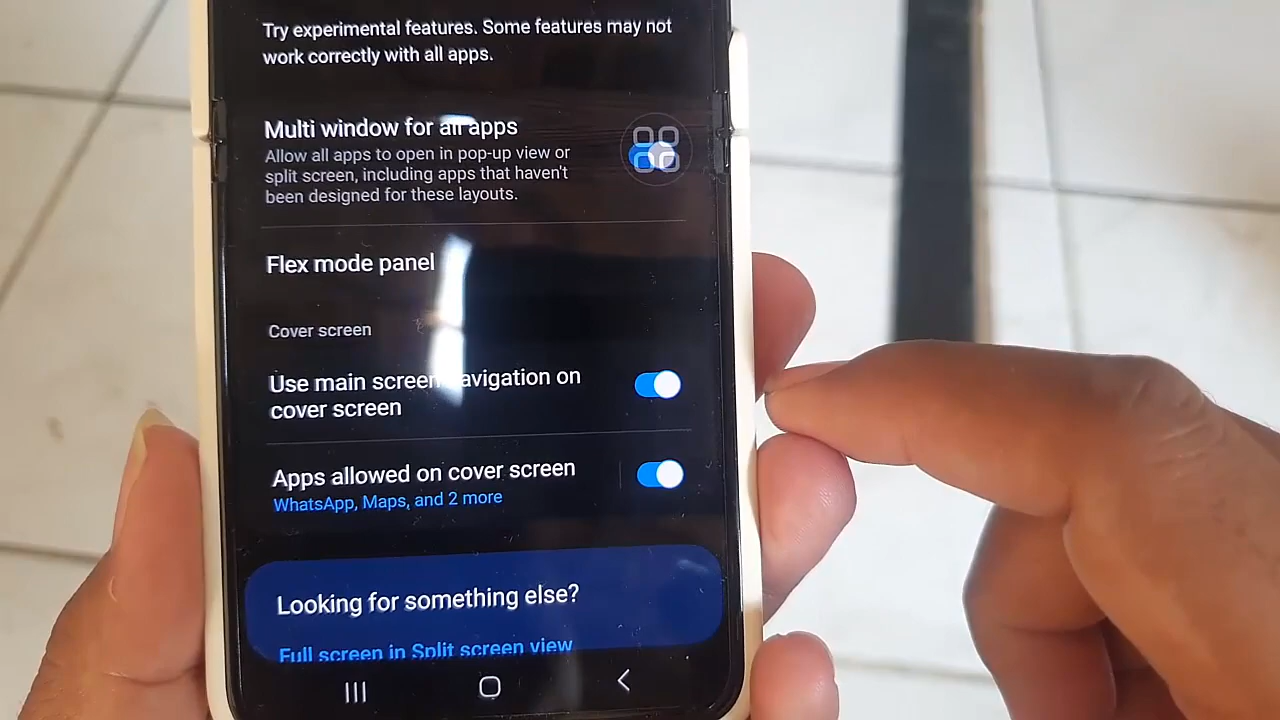 Try experimental features. Some features may not
work correctly with all apps.
Multi window for all apps
Allow all apps to open in pop-up view or
split screen, including apps that haven't
been designed for these layouts.
Flex mode panel
Cover screen
Use main screen navigation on
cover screen
Apps allowed on cover screen
WhatsApp, Maps, and 2 more
Looking for something else?
Full screen in Split screen view